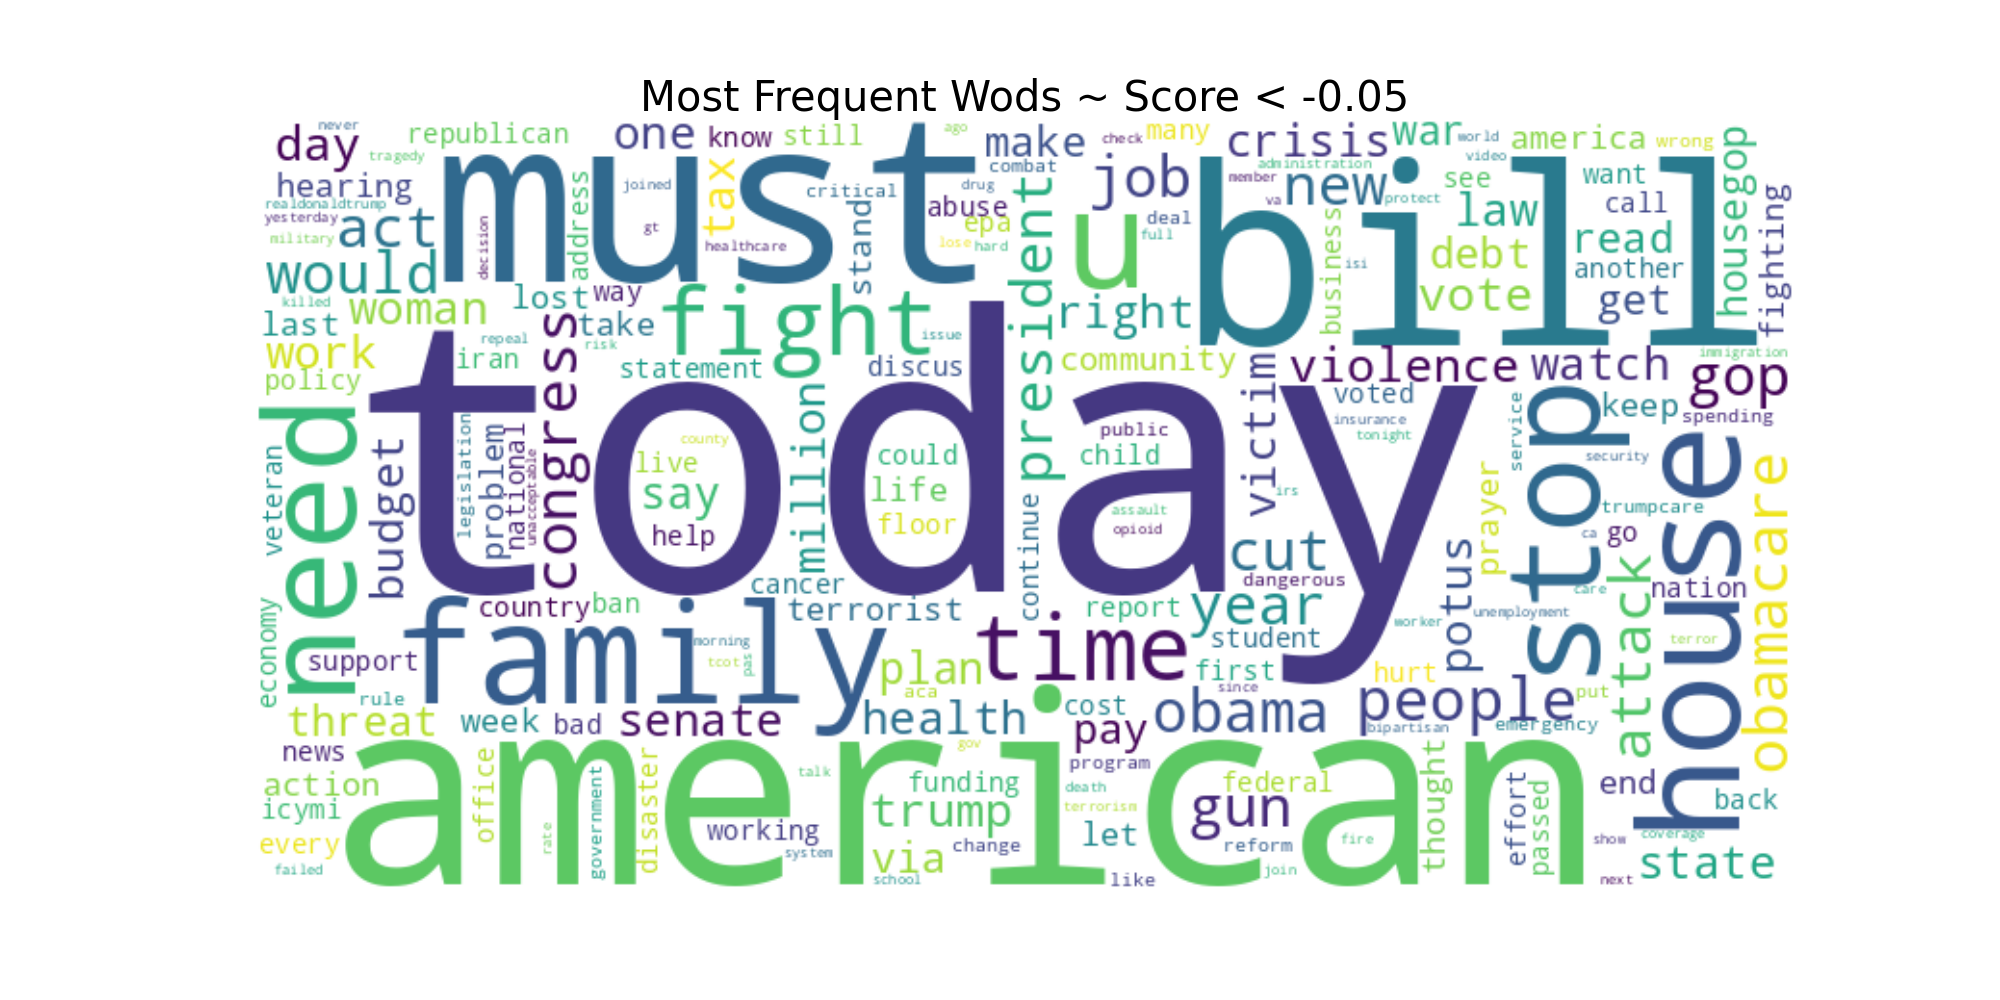 Most Frequent Wods ~ Score < -0.05
never
republican
one
know
still
ago
make
check
many
crisis
war
world
america
wrong
day
tragedy
must
combat
job
administration
video
bill
housegop
hearing
joined
tax
critical
drug
abuse
member
new
see
want
realdonaldtrump
yesterday
act
address
gt
stand
epa
president
u
deal
va
protect
law
call
fighting
military
decision
healthcare
lose
hard
full
business
isi
debt
read
would
another
killed
woman
lost
way
fight
right
vote
get
last
take
issue
repeal
risk
work
iran
congress
statement
discus
community
victim
violence
watch
immigration
gop
policy
today
million
voted
stop
keep
need
budget
legislation
problem
national
unacceptable
county
live
could
public
insurance
tonight
service
spending
house
veteran
say
life
child
irs
prayer
security
obamacare
help
floor
continue
assault
opioid
trumpcare
cut
potus
ca
go
economy
cancer
dangerous
attack
care
nation
country
ban
terrorist
report
year
unemployment
family
morning
time
student
worker
terror
support
tcot
pas
plan
first
hurt
rule
aca
since
people
put
threat
week
bad
senate
health
cost
pay
obama
bipartisan
emergency
news
american
gov
program
action
office
government
disaster
talk
funding
death
federal
thought
effort
passed
end
back
icymi
trump
terrorism
gun
every
rate
working
system
via
change
let
reform
fire
show
coverage
failed
school
like
join
next
state